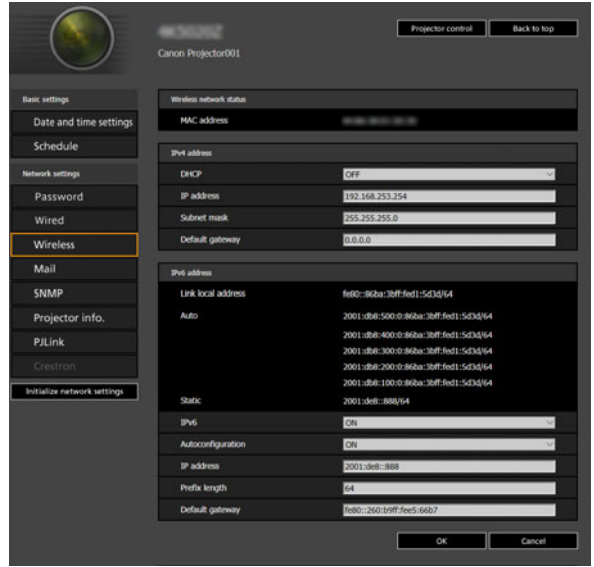 Projector control
Back to top
Canon Projector001
Basic settings
Date and time settings
Schedule
Network settings
Password
Wired
Wireless
Mail
SNMP
Projector info.
PJLink
Crestron
Initialize network settings
Wireless network status
MAC address
IPv4 address
DHCP OFF
IP address 192.168.253.254
Subnet mask 255.255.255.0
Default gateway 0.0.0.0
IPv6 address
Link local address fe80::86ba:3bff:fed1:5d3d/64
Auto 2001:db8:500:0:86ba:3bff:fed1:5d3d/64
2001:db8:400:0:86ba:3bff:fed1:5d3d/64
2001:db8:300:0:86ba:3bff:fed1:5d3d/64
2001:db8:200:0:86ba:3bff:fed1:5d3d/64
2001:db8:100:0:86ba:3bff:fed1:5d3d/64
Static 2001:de8::888/64
IPv6 ON
Autoconfiguration ON
IP address 2001:de8::888
Prefix length 64
Default gateway fe80::260:b9ff:fee5:66b7
OK
Cancel